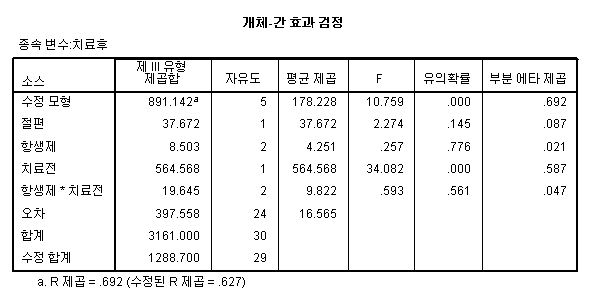 개체-간 효과 검정
종속 변수:치료후
소스 제 III 유형 제곱합 자유도 평균 제곱 F 유의확률 부분 에타 제곱
수정 모형 891.142a 5 178.228 10.759 .000 .692
절편 37.672 1 37.672 2.274 .145 .087
항생제 8.503 2 4.251 .257 .776 .021
치료전 564.568 1 564.568 34.082 .000 .587
항생제 * 치료전 19.645 2 9.822 .593 .561 .047
오차 397.558 24 16.565
합계 3161.000 30
수정 합계 1288.700 29
a. R 제곱 = .692 (수정된 R 제곱 = .627)